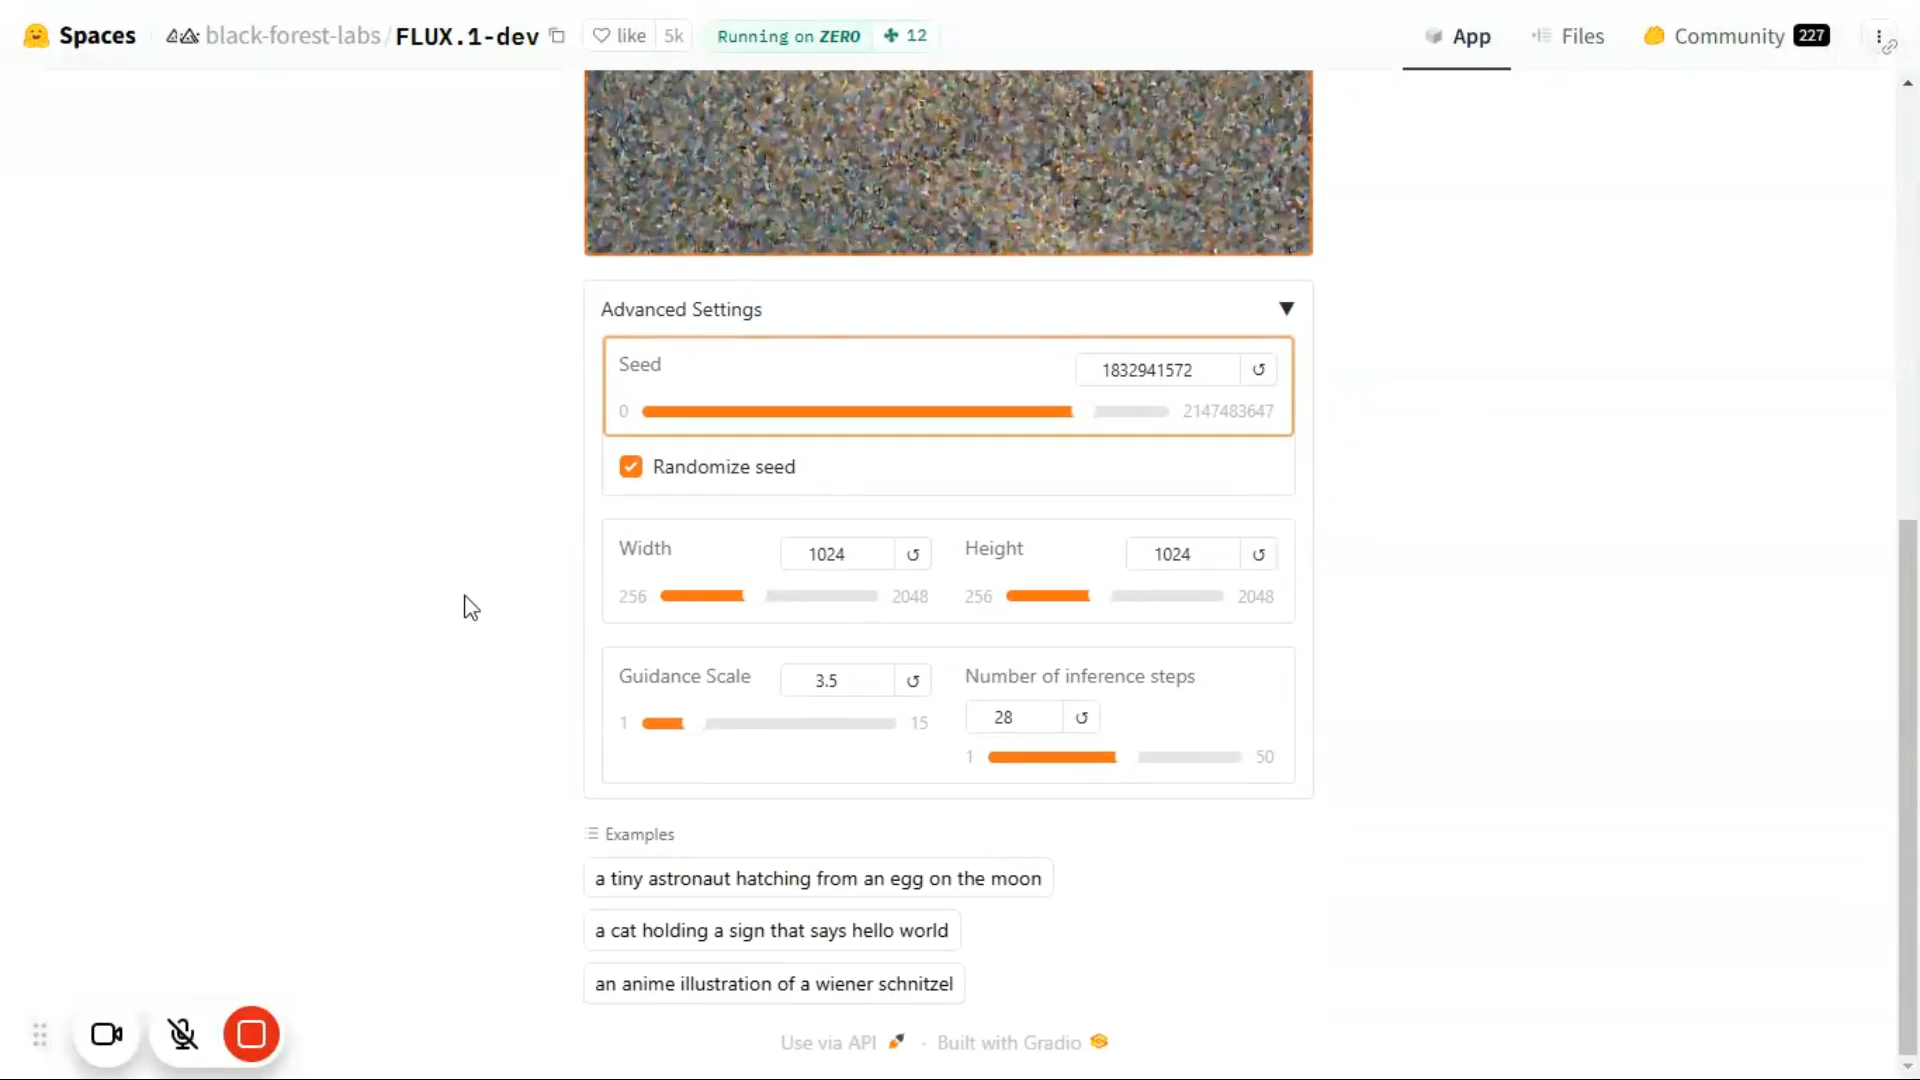 Spaces black-forest-labs/FLUX.1-dev like 5k Running on ZERO 12 App Files Community 227
Advanced Settings
Seed 1832941572
0 2147483647
Randomize seed
Width 1024 Height 1024
256 2048 256 2048
Guidance Scale 3.5 Number of inference steps
28
1 15
1 50
Examples
a tiny astronaut hatching from an egg on the moon
a cat holding a sign that says hello world
an anime illustration of a wiener schnitzel
Use via API · Built with Gradio